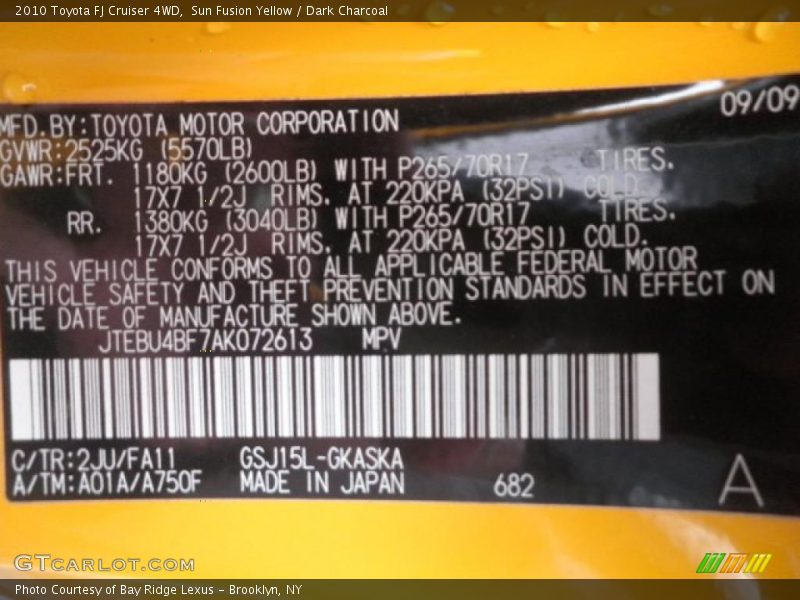 2010 Toyota FJ Cruiser 4WD, Sun Fusion Yellow / Dark Charcoal
09/09
MFD.BY:TOYOTA MOTOR CORPORATION
GVWR:2525KG (5570LB)
GAWR:FRT. 1180KG (2600LB) WITH P265/70R17 TIRES.
17X7 1/2J RIMS. AT 220KPA (32PSI) COLD.
RR. 1380KG (3040LB) WITH P265/70R17 TIRES.
17X7 1/2J RIMS. AT 220KPA (32PSI) COLD.
THIS VEHICLE CONFORMS TO ALL APPLICABLE FEDERAL MOTOR
VEHICLE SAFETY AND THEFT PREVENTION STANDARDS IN EFFECT ON
THE DATE OF MANUFACTURE SHOWN ABOVE.
JTEBU4BF7AK072613 MPV
C/TR:2JU/FA11 GSJ15L-GKASKA
A/TM:A01A/A750F MADE IN JAPAN 682
A
GTCARLOT.COM
Photo Courtesy of Bay Ridge Lexus - Brooklyn, NY